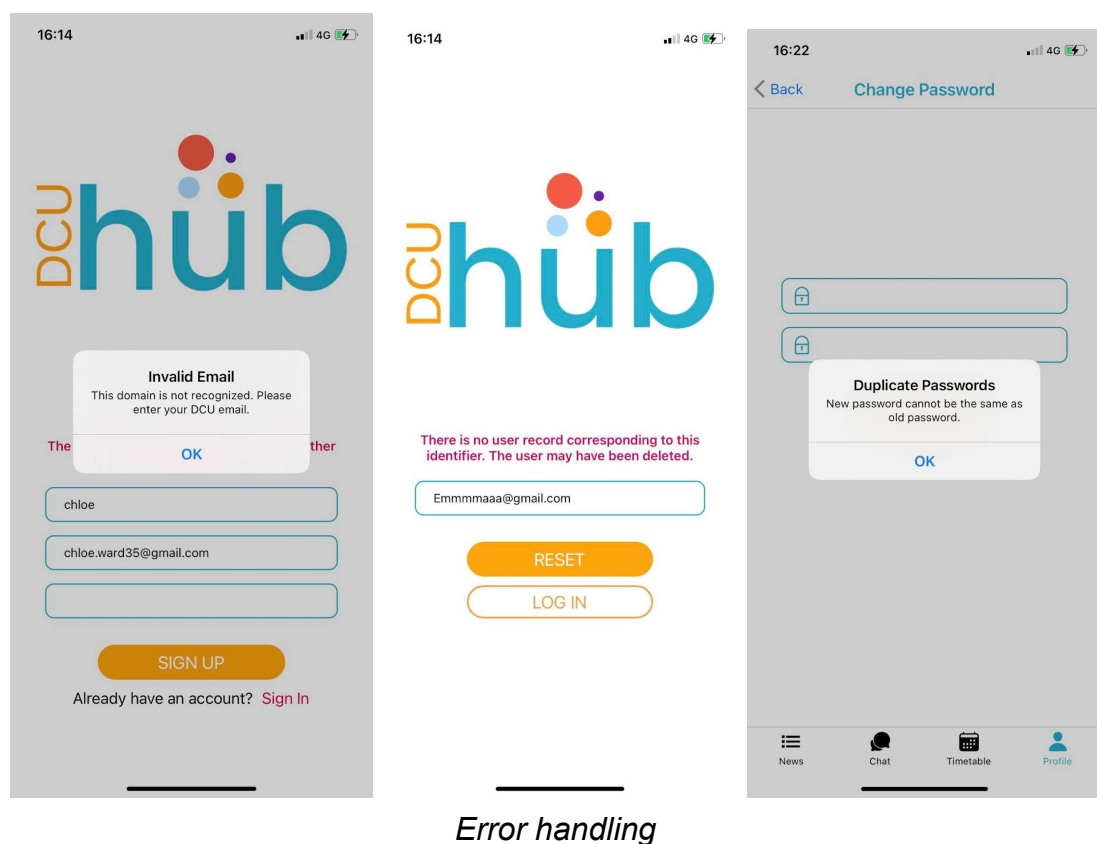 16:14
4G
DCU
hub
Invalid Email
This domain is not recognized. Please
enter your DCU email.
The ther
OK
chloe
chloe.ward35@gmail.com
SIGN UP
Already have an account? Sign In
16:14
4G
DCU
hub
There is no user record corresponding to this
identifier. The user may have been deleted.
Emmmmaaa@gmail.com
RESET
LOG IN
16:22
4G
Back Change Password
Duplicate Passwords
New password cannot be the same as
old password.
OK
News Chat Timetable Profile
Error handling